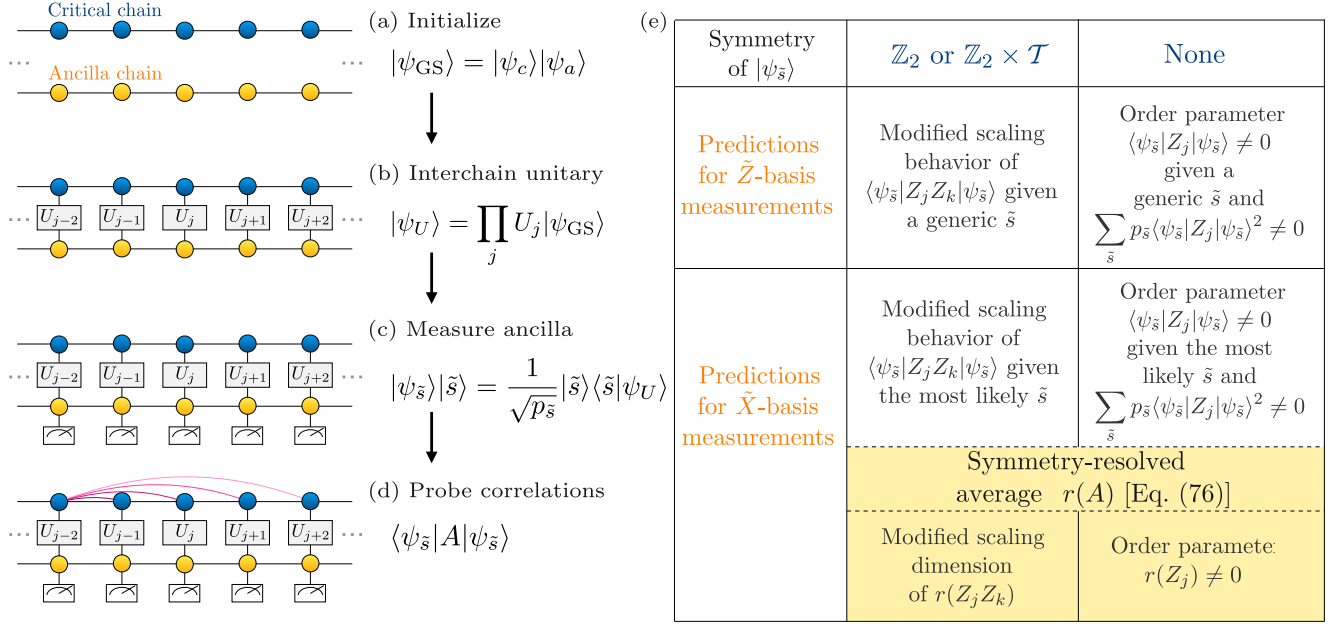 Critical chain
Ancilla chain
... ...
(a) Initialize
|ψ_GS⟩ = |ψ_c⟩|ψ_a⟩
(b) Interchain unitary
... U_{j−2} U_{j−1} U_j U_{j+1} U_{j+2} ...
|ψ_U⟩ = ∏_j U_j|ψ_GS⟩
(c) Measure ancilla
... U_{j−2} U_{j−1} U_j U_{j+1} U_{j+2} ...
|ψ_s̃⟩|s̃⟩ = 1/√p_s̃ |s̃⟩⟨s̃|ψ_U⟩
(d) Probe correlations
... U_{j−2} U_{j−1} U_j U_{j+1} U_{j+2} ...
⟨ψ_s̃|A|ψ_s̃⟩
(e)
Symmetry
of |ψ_s̃⟩
ℤ₂ or ℤ₂ × 𝒯
None
Predictions
for Z̃-basis
measurements
Modified scaling
behavior of
⟨ψ_s̃|Z_jZ_k|ψ_s̃⟩ given
a generic s̃
Order parameter
⟨ψ_s̃|Z_j|ψ_s̃⟩ ≠ 0
given a
generic s̃ and
∑_s̃ p_s̃⟨ψ_s̃|Z_j|ψ_s̃⟩² ≠ 0
Predictions
for X̃-basis
measurements
Modified scaling
behavior of
⟨ψ_s̃|Z_jZ_k|ψ_s̃⟩ given
the most likely s̃
Order parameter
⟨ψ_s̃|Z_j|ψ_s̃⟩ ≠ 0
given the most
likely s̃ and
∑_s̃ p_s̃⟨ψ_s̃|Z_j|ψ_s̃⟩² ≠ 0
Symmetry-resolved
average r(A) [Eq. (76)]
Modified scaling
dimension
of r(Z_jZ_k)
Order paramete
r(Z_j) ≠ 0